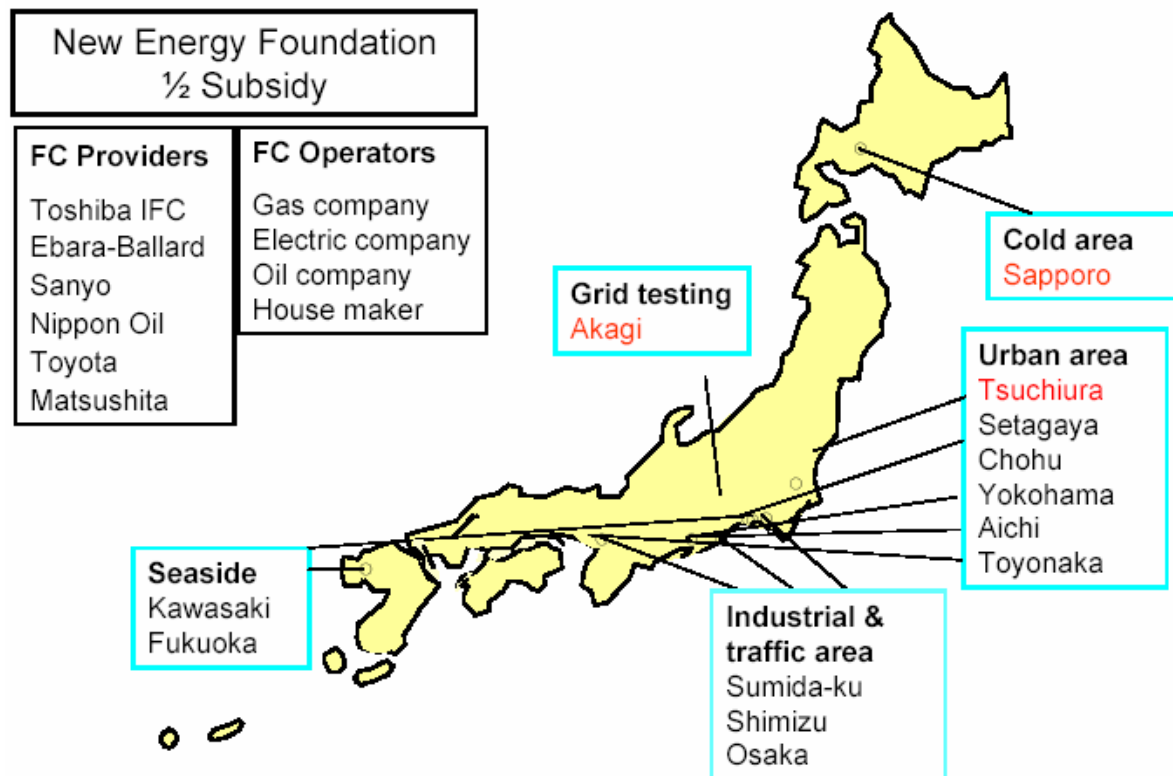 New Energy Foundation
½ Subsidy
FC Providers
Toshiba IFC
Ebara-Ballard
Sanyo
Nippon Oil
Toyota
Matsushita
FC Operators
Gas company
Electric company
Oil company
House maker
Cold area
Sapporo
Grid testing
Akagi
Urban area
Tsuchiura
Setagaya
Chohu
Yokohama
Aichi
Toyonaka
Seaside
Kawasaki
Fukuoka
Industrial &
traffic area
Sumida-ku
Shimizu
Osaka